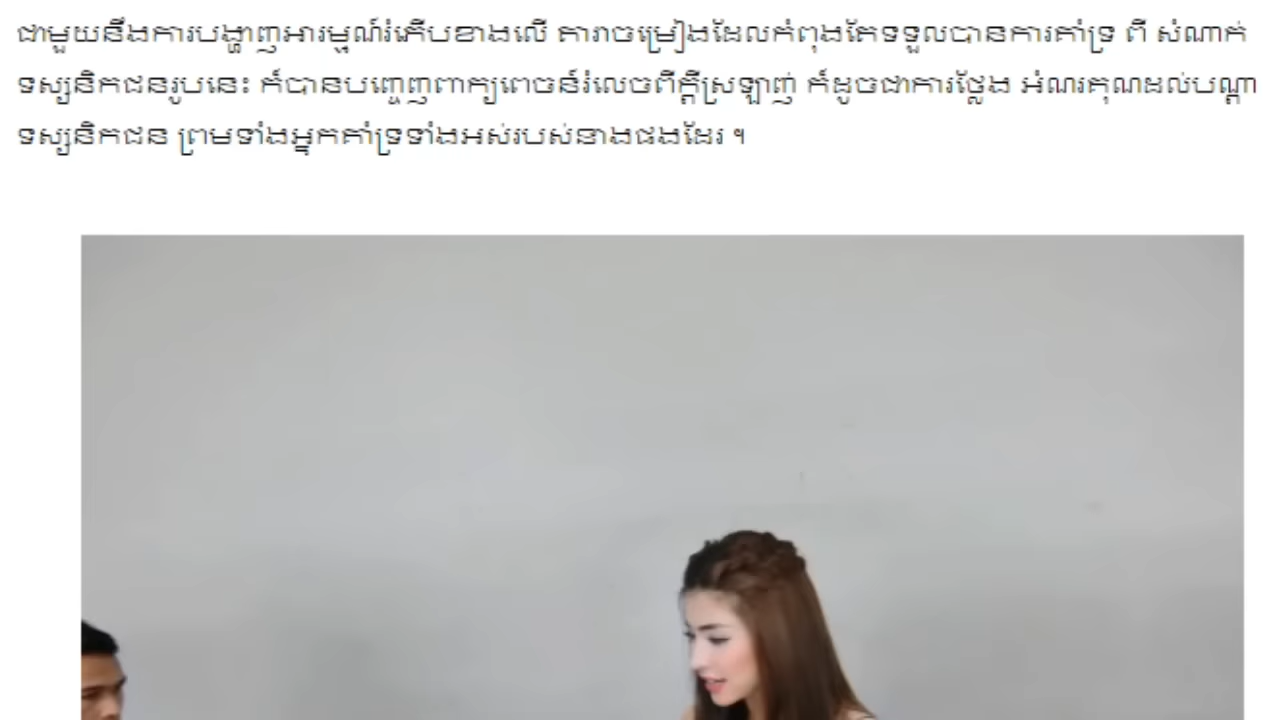 ជាមួយនឹងការបង្ហាញអារម្មណ៍រំភើបខាងលើ តារាចម្រៀងដែលកំពុងតែទទួលបានការគាំទ្រ ពី សំណាក់
ទស្សនិកជនរូបនេះ ក៏បានបញ្ចេញពាក្យពេចន៍រំលេចពីក្តីស្រឡាញ់ ក៏ដូចជាការថ្លែង អំណរគុណដល់បណ្តា
ទស្សនិកជន ព្រមទាំងអ្នកគាំទ្រទាំងអស់របស់នាងផងដែរ ។